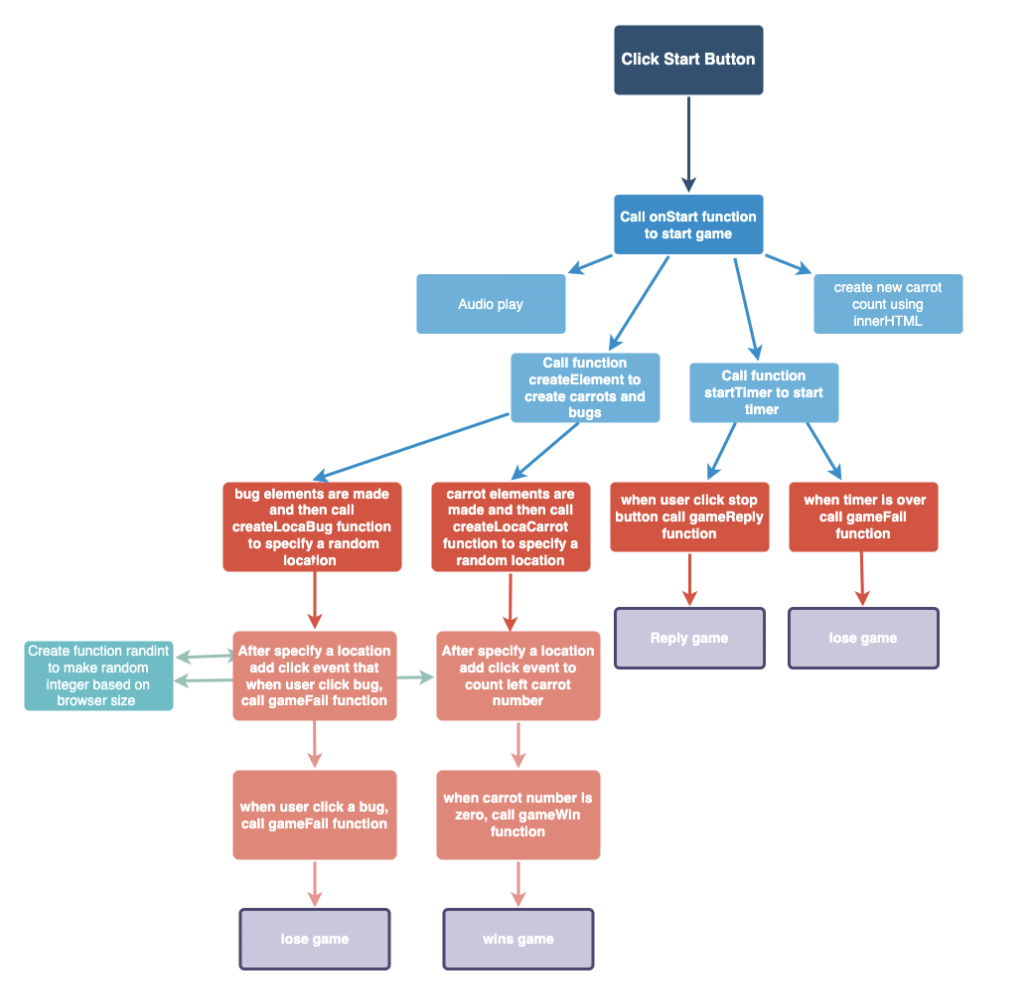 Click Start Button
Call onStart function
to start game
Audio play
create new carrot
count using
innerHTML
Call function
createElement to
create carrots and
bugs
Call function
startTimer to start
timer
bug elements are made
and then call
createLocaBug function
to specify a random
location
carrot elements are
made and then call
createLocaCarrot
function to specify a
random location
when user click stop
button call gameReply
function
when timer is over
call gameFail
function
Reply game
lose game
Create function randint
to make random
integer based on
browser size
After specify a location
add click event that
when user click bug,
call gameFail function
After specify a location
add click event to
count left carrot
number
when user click a bug,
call gameFail function
when carrot number is
zero, call gameWin
function
lose game
wins game